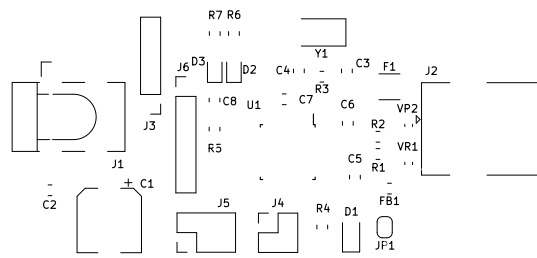 R7 R6
Y1
D3 J6 D2 C4 C3 F1 J2
R3
C8 U1 C7 C6 VP2
J3
R2
R5 VR1
J1 C5 R1
C1
C2 J5 J4 R4 D1 FB1
JP1